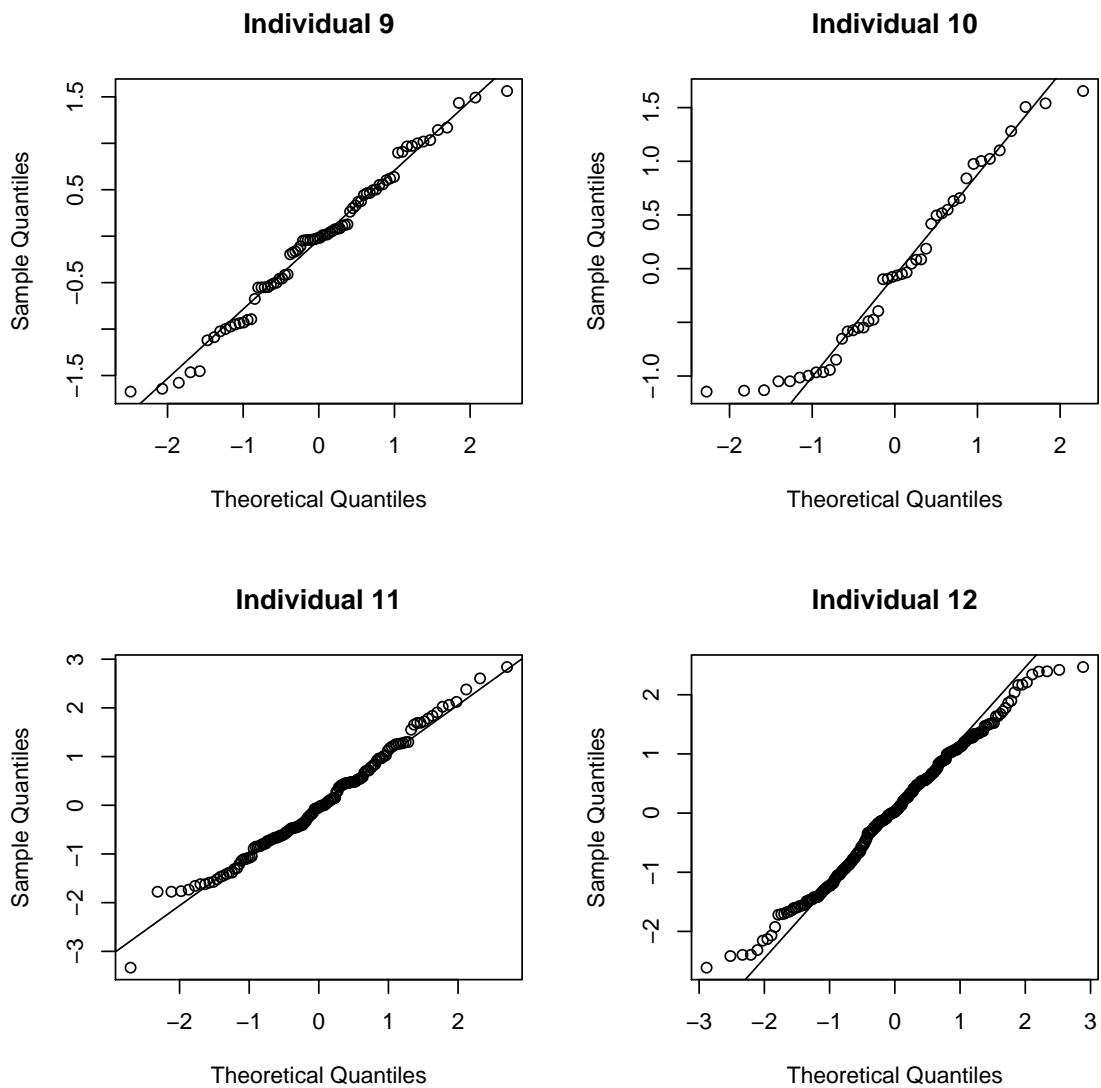 Individual 9
Sample Quantiles
−1.5 −0.5 0.5 1.5
−2 −1 0 1 2
Theoretical Quantiles
Individual 10
Sample Quantiles
−1.0 0.0 0.5 1.0 1.5
−2 −1 0 1 2
Theoretical Quantiles
Individual 11
Sample Quantiles
−3 −2 −1 0 1 2 3
−2 −1 0 1 2
Theoretical Quantiles
Individual 12
Sample Quantiles
−2 −1 0 1 2
−3 −2 −1 0 1 2 3
Theoretical Quantiles